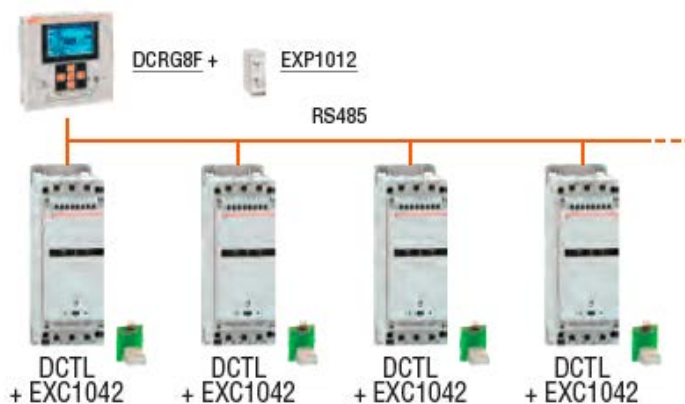 DCRG8F + EXP1012
RS485
DCTL
+ EXC1042
DCTL
+ EXC1042
DCTL
+ EXC1042
DCTL
+ EXC1042